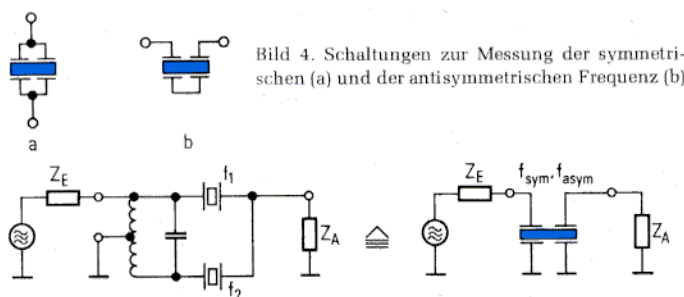 Bild 4. Schaltungen zur Messung der symmetri-
schen (a) und der antisymmetrischen Frequenz (b)
a
b
Z_E
f_1
Z_A
f_2
≙
Z_E
f_sym, f_asym
Z_A